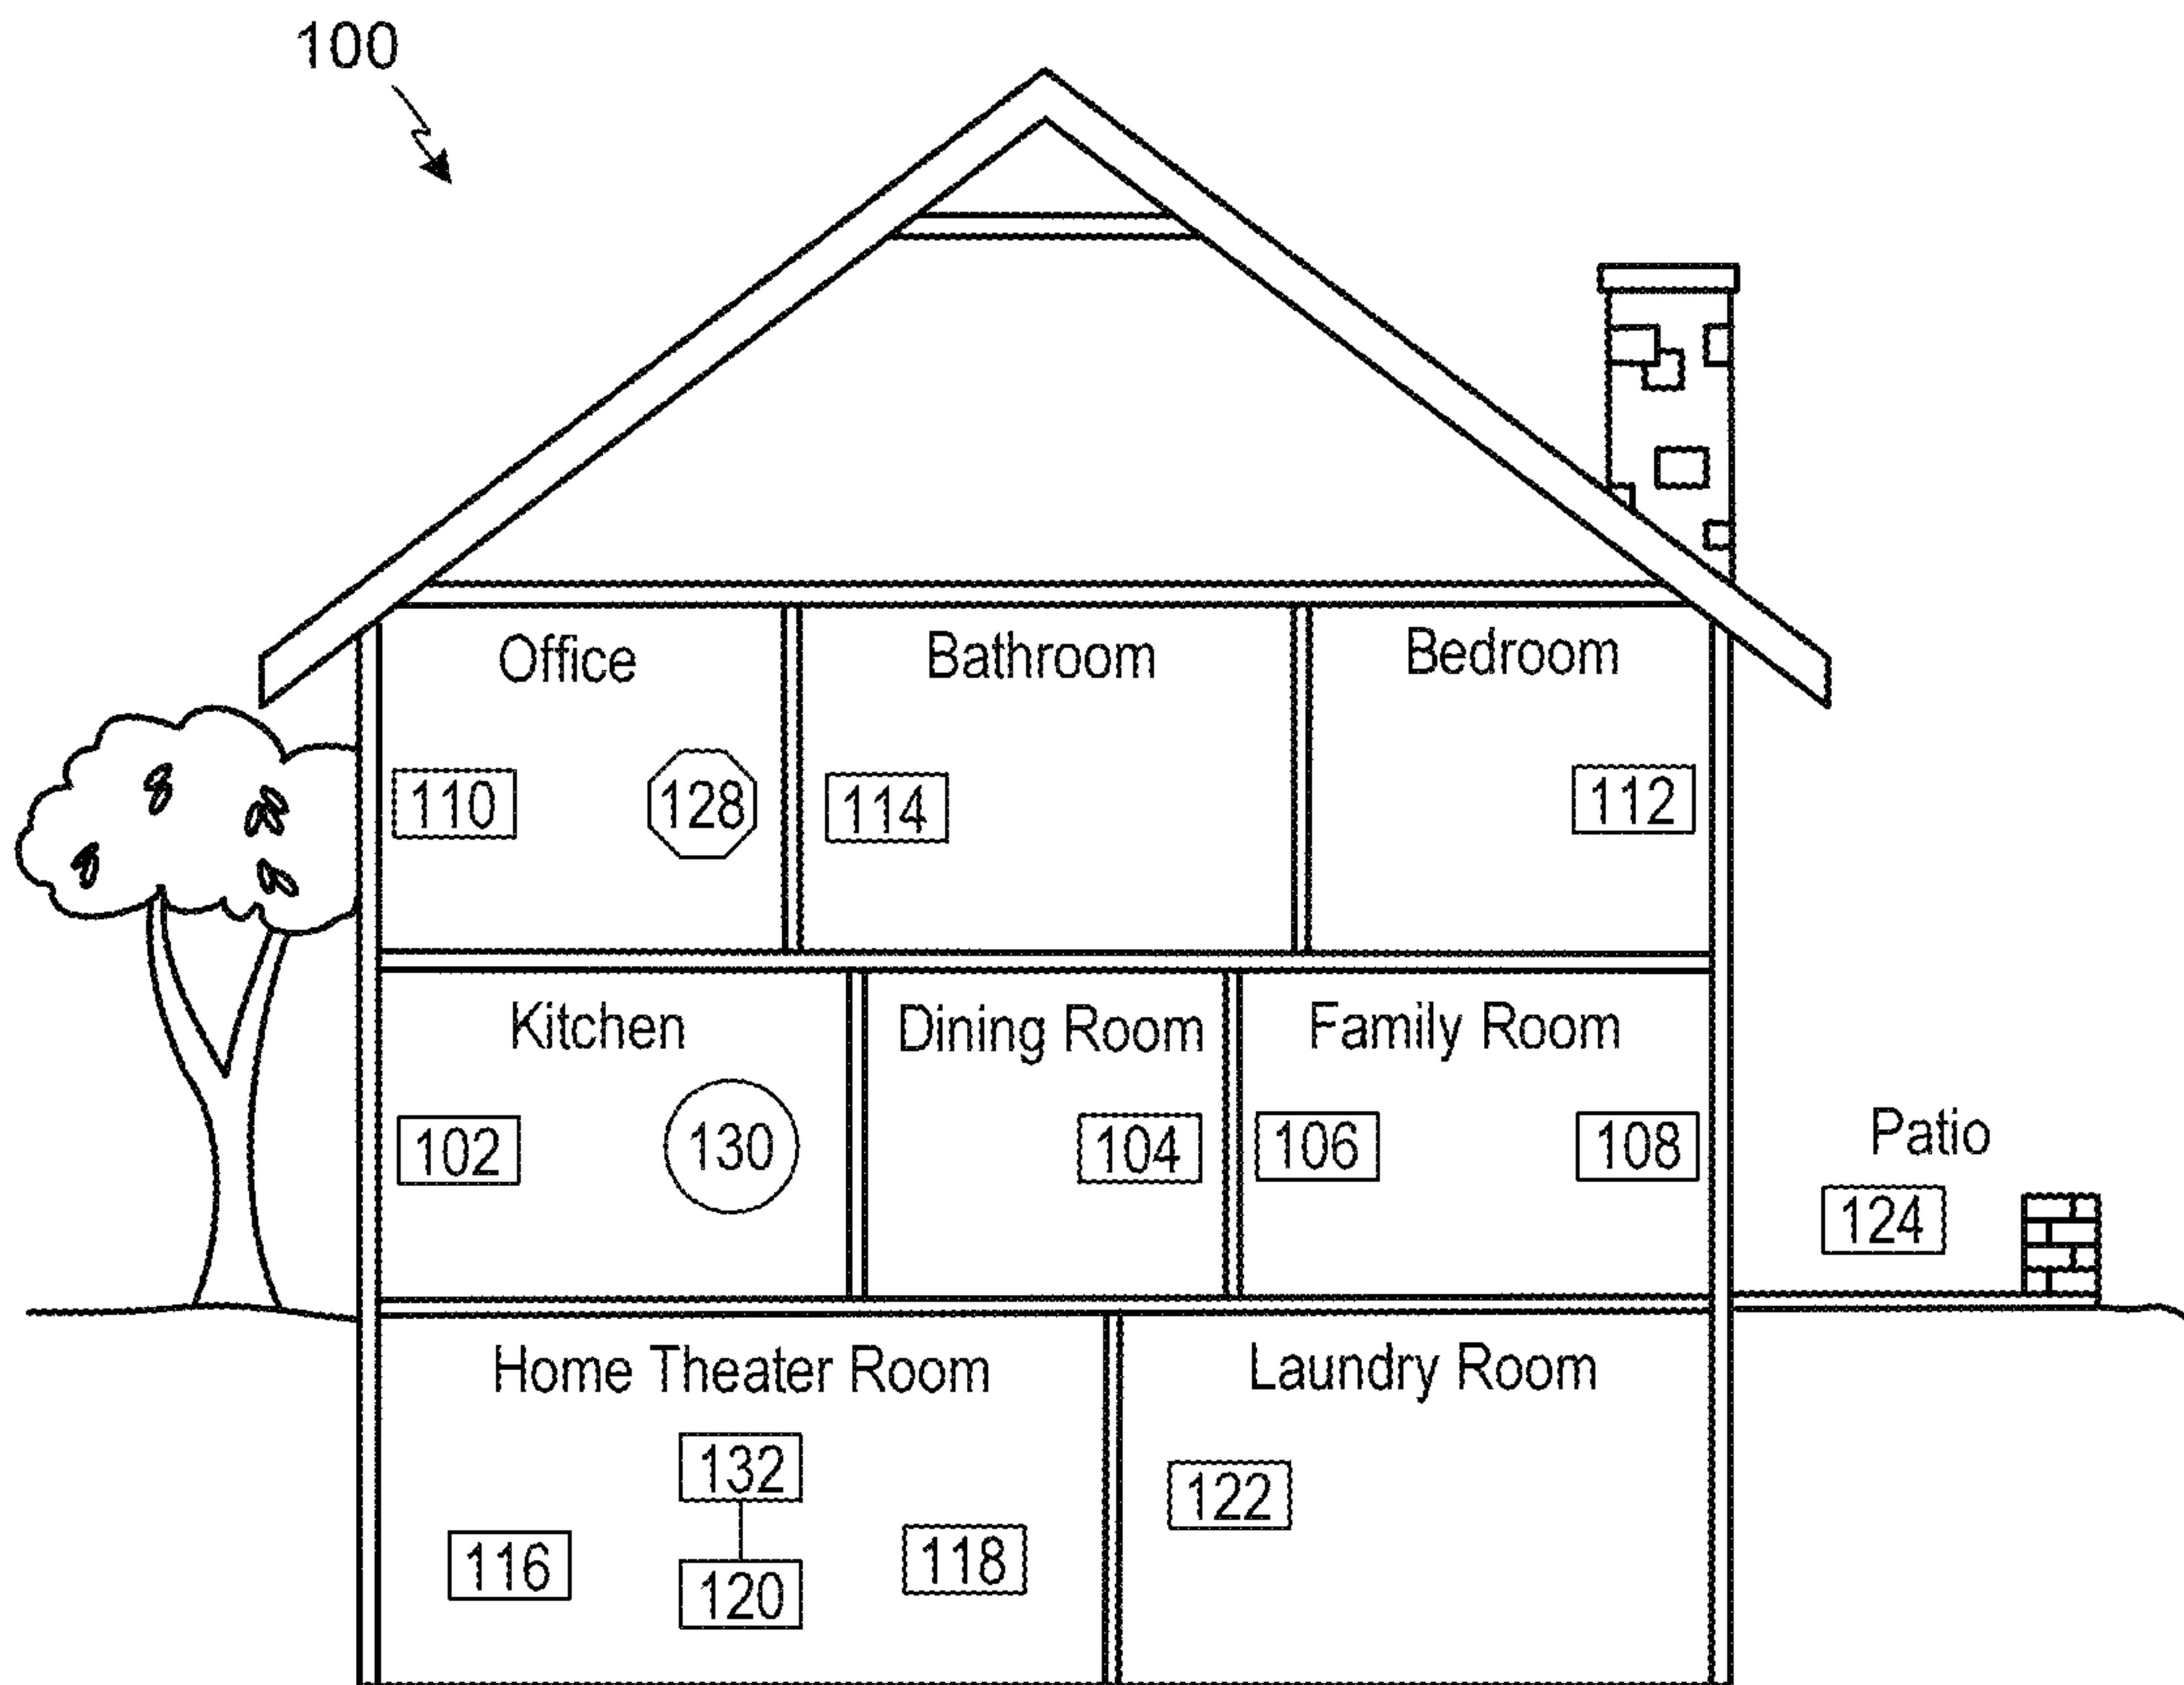 100
Office
Bathroom
Bedroom
110
128
114
112
Kitchen
Dining Room
Family Room
102
130
104
106
108
Patio
124
Home Theater Room
Laundry Room
132
122
116
120
118